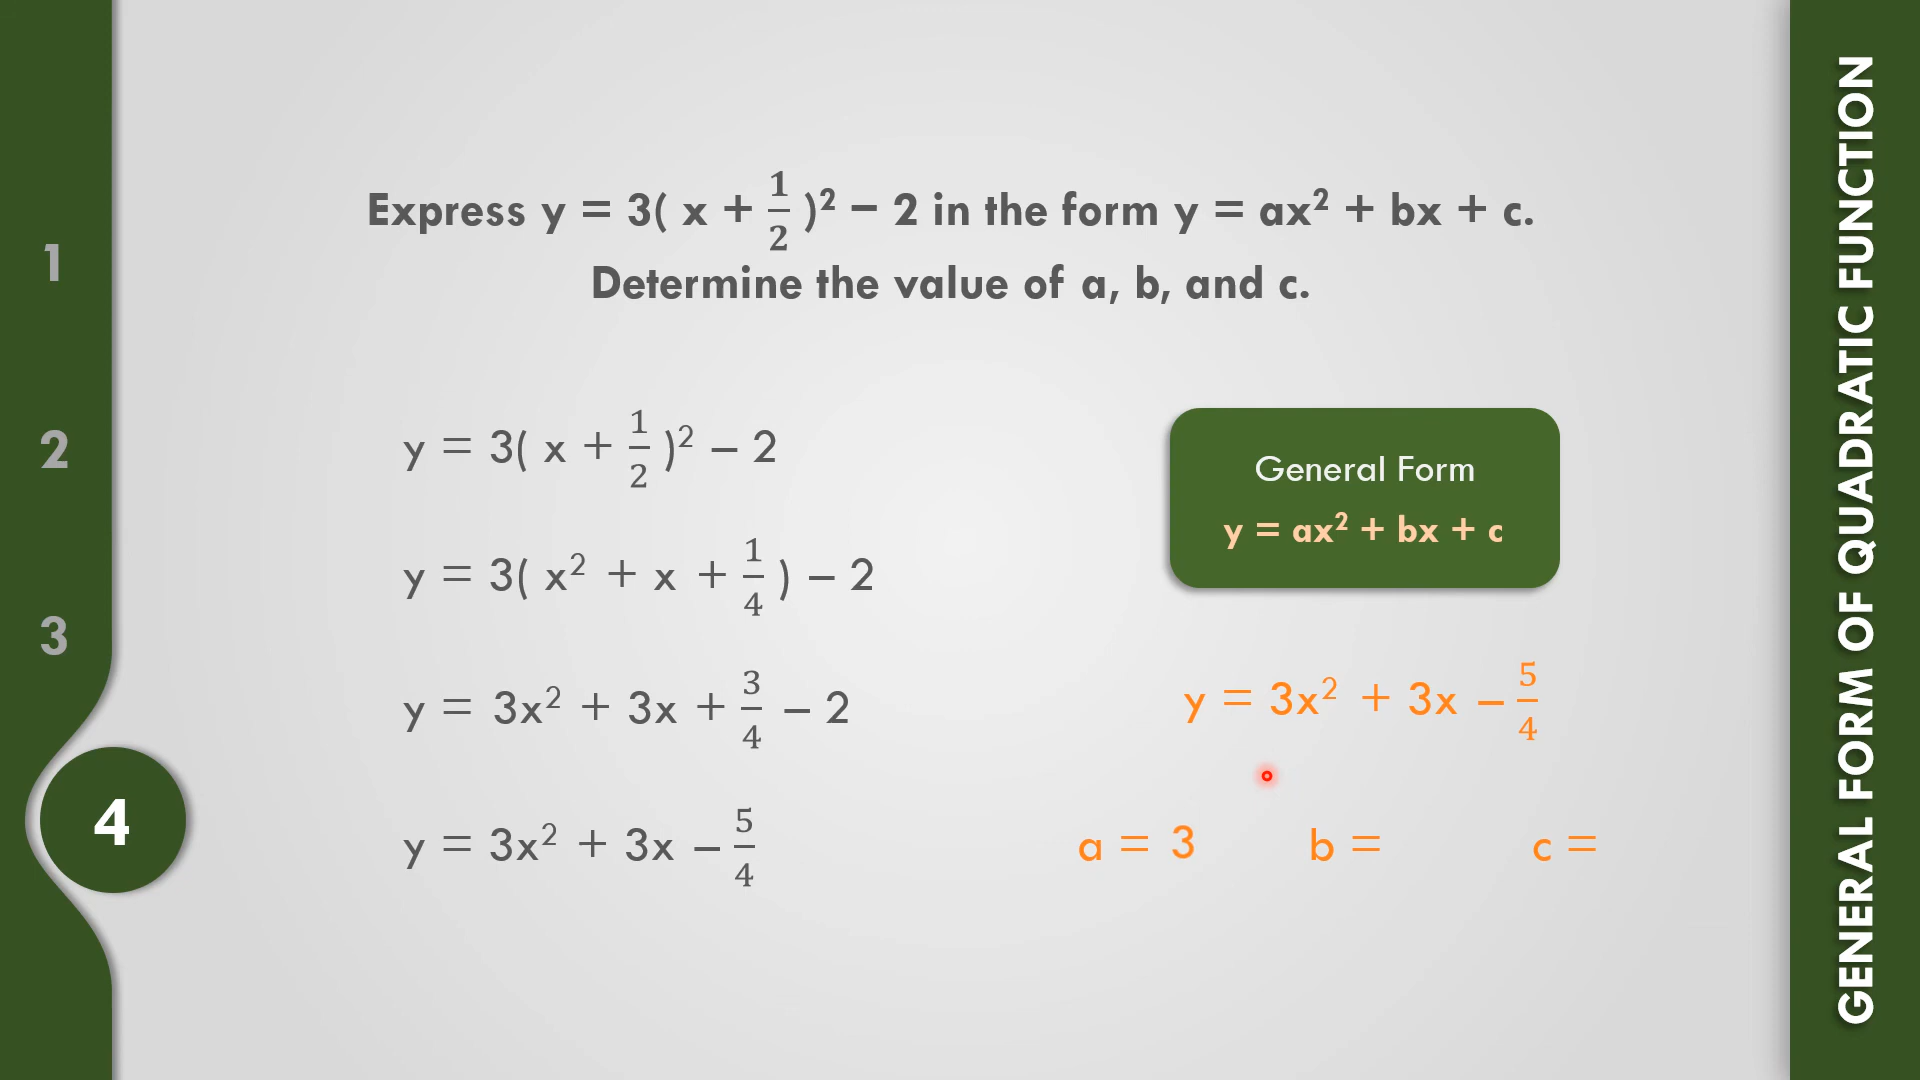 Express y = 3( x + 1/2 )² − 2 in the form y = ax² + bx + c.
Determine the value of a, b, and c.
1
2
3
4
y = 3( x + 1/2 )² − 2
y = 3( x² + x + 1/4 ) − 2
y = 3x² + 3x + 3/4 − 2
y = 3x² + 3x − 5/4
General Form
y = ax² + bx + c
y = 3x² + 3x − 5/4
a = 3 b = c =
GENERAL FORM OF QUADRATIC FUNCTION